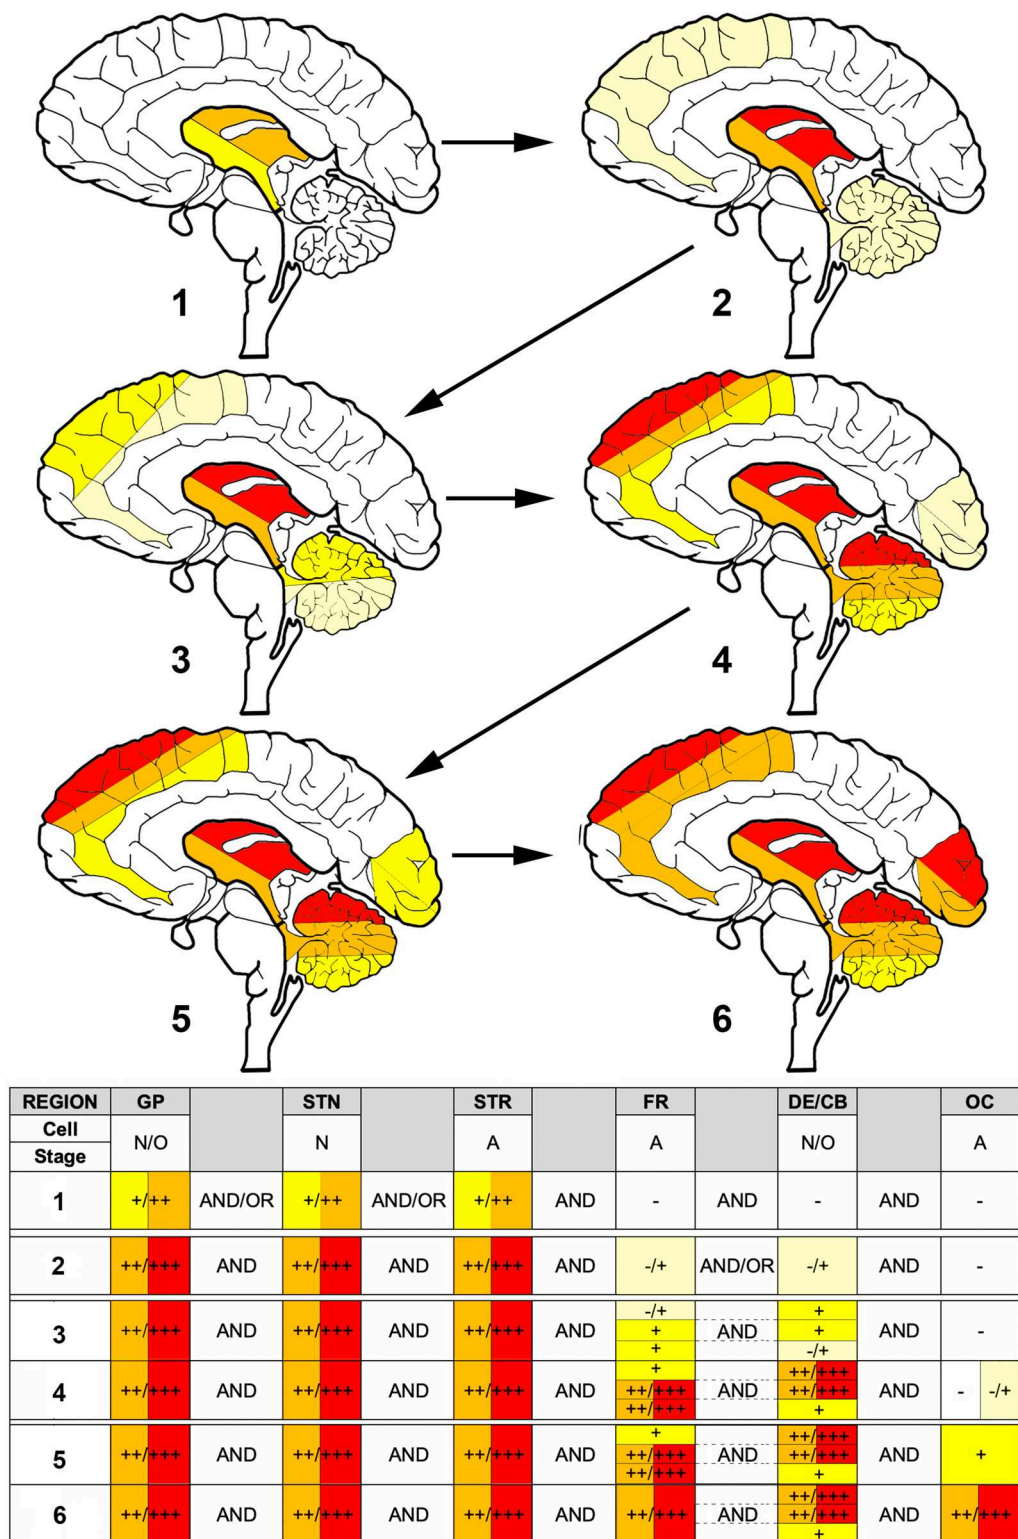 1
2
3
4
5
6
REGION GP STN STR FR DE/CB OC
Cell N/O N A A N/O A
Stage
1 +/++ AND/OR +/++ AND/OR +/++ AND - AND - AND -
2 ++/+++ AND ++/+++ AND ++/+++ AND -/+ AND/OR -/+ AND -
-/+ +
3 ++/+++ AND ++/+++ AND ++/+++ AND + AND + AND -
+ -/+
+ ++/+++
4 ++/+++ AND ++/+++ AND ++/+++ AND ++/+++ AND ++/+++ AND - -/+
++/+++ +
+ ++/+++
5 ++/+++ AND ++/+++ AND ++/+++ AND ++/+++ AND ++/+++ AND +
++/+++ +
++/+++
6 ++/+++ AND ++/+++ AND ++/+++ AND ++/+++ AND ++/+++ AND ++/+++
+